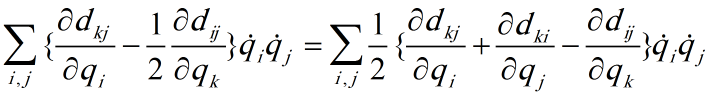 $$\sum_{i,j} \{\frac{\partial d_{kj}}{\partial q_i} - \frac{1}{2} \frac{\partial d_{ij}}{\partial q_k}\} \dot{q}_i \dot{q}_j = \sum_{i,j} \frac{1}{2} \{\frac{\partial d_{kj}}{\partial q_i} + \frac{\partial d_{ki}}{\partial q_j} - \frac{\partial d_{ij}}{\partial q_k}\} \dot{q}_i \dot{q}_j$$